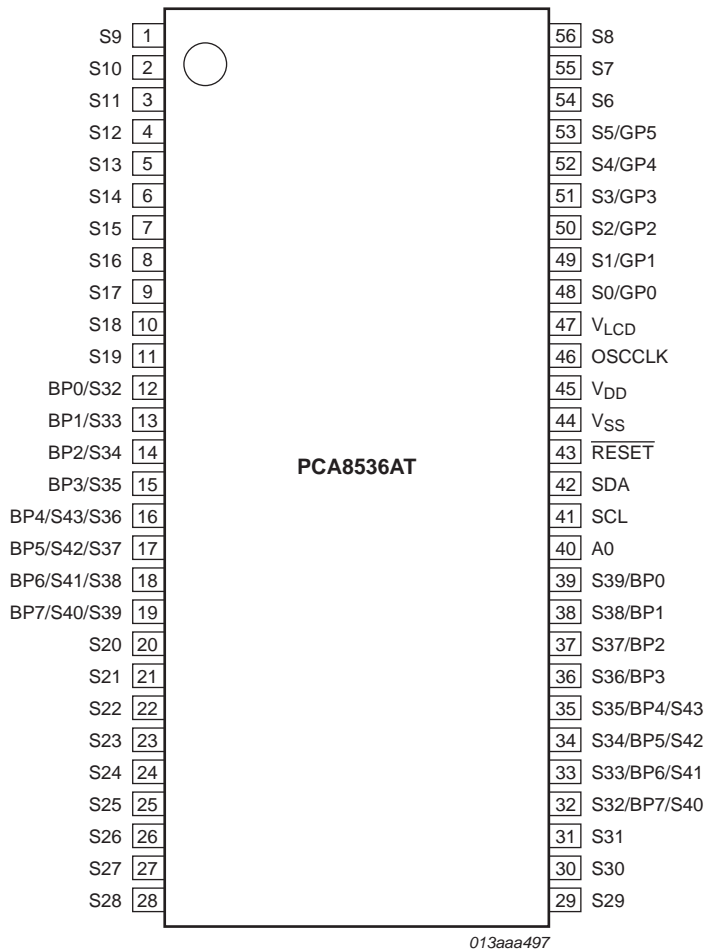 S9 1 56 S8
S10 2 55 S7
S11 3 54 S6
S12 4 53 S5/GP5
S13 5 52 S4/GP4
S14 6 51 S3/GP3
S15 7 50 S2/GP2
S16 8 49 S1/GP1
S17 9 48 S0/GP0
S18 10 47 VLCD
S19 11 46 OSCCLK
BP0/S32 12 45 VDD
BP1/S33 13 44 VSS
BP2/S34 14 43 RESET
PCA8536AT
BP3/S35 15 42 SDA
BP4/S43/S36 16 41 SCL
BP5/S42/S37 17 40 A0
BP6/S41/S38 18 39 S39/BP0
BP7/S40/S39 19 38 S38/BP1
S20 20 37 S37/BP2
S21 21 36 S36/BP3
S22 22 35 S35/BP4/S43
S23 23 34 S34/BP5/S42
S24 24 33 S33/BP6/S41
S25 25 32 S32/BP7/S40
S26 26 31 S31
S27 27 30 S30
S28 28 29 S29
013aaa497